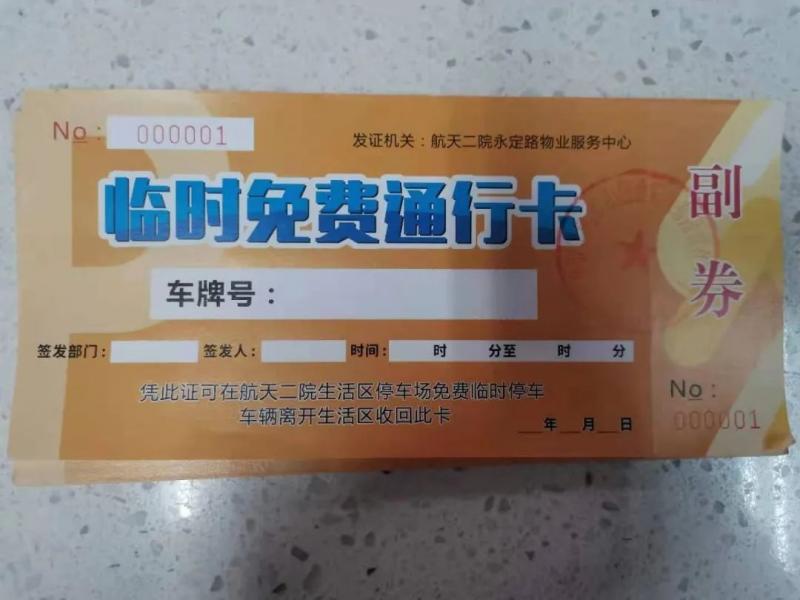 No: 000001
发证机关：航天二院永定路物业服务中心
临时免费通行卡
副券
车牌号：
签发部门： 签发人： 时间： 时 分至 时 分
凭此证可在航天二院生活区停车场免费临时停车
车辆离开生活区收回此卡
年 月 日
No:
000001